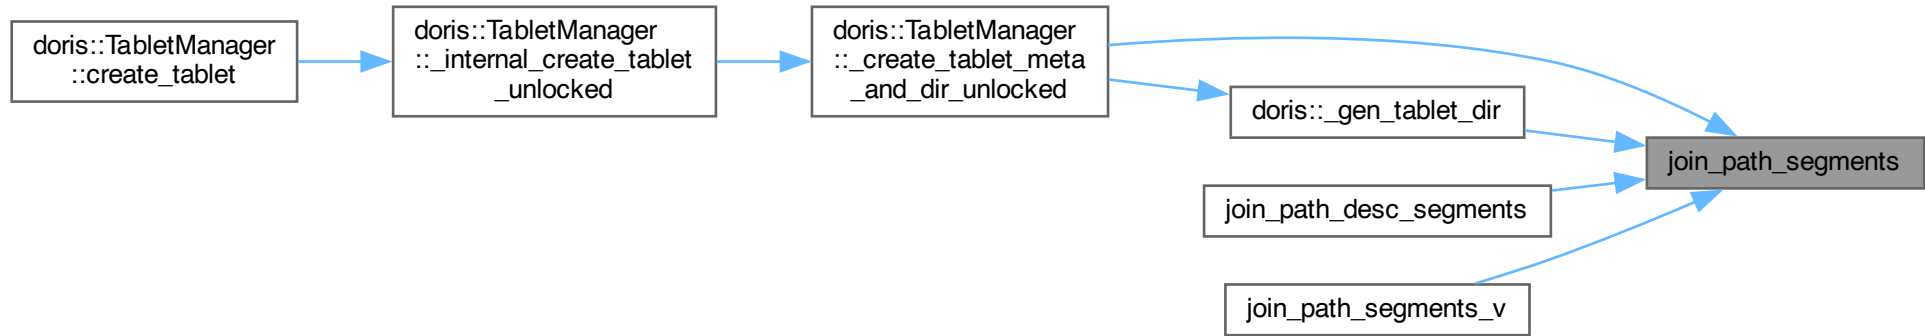 doris::TabletManager
::create_tablet
doris::TabletManager
::_internal_create_tablet
_unlocked
doris::TabletManager
::_create_tablet_meta
_and_dir_unlocked
doris::_gen_tablet_dir
join_path_desc_segments
join_path_segments_v
join_path_segments